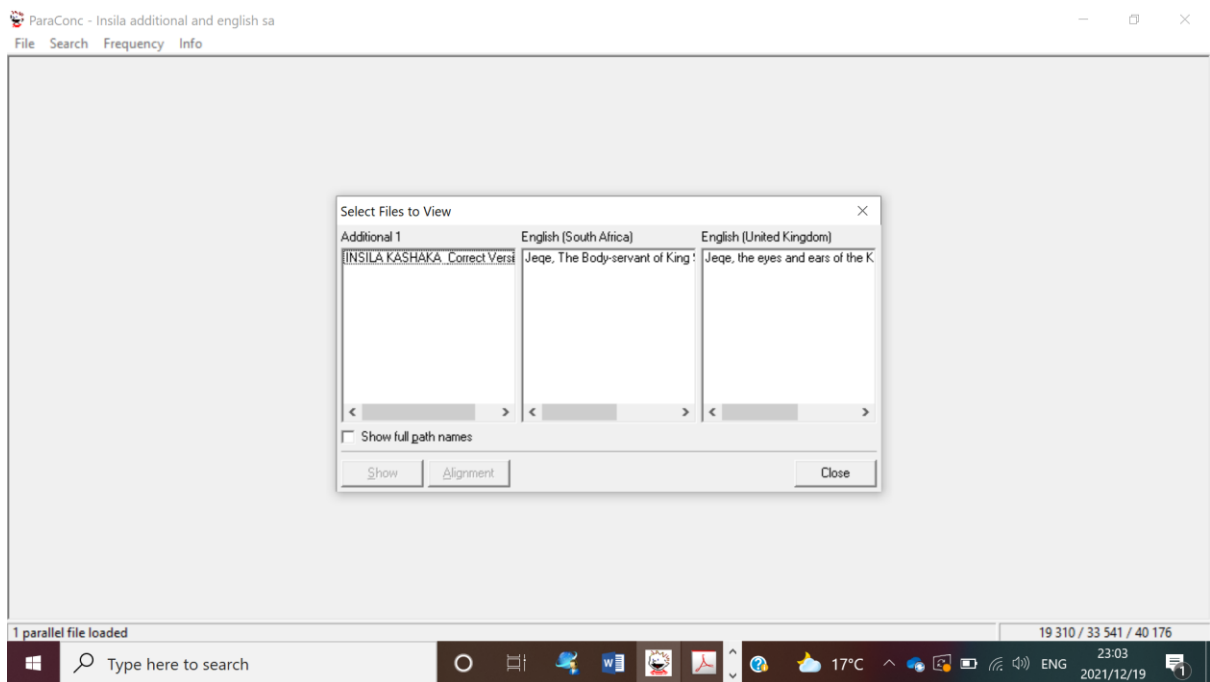 ParaConc - Insila additional and english sa
File Search Frequency Info
Select Files to View
Additional 1 English (South Africa) English (United Kingdom)
INSILA KASHAKA_Correct Versi Jeqe, The Body-servant of King Jeqe, the eyes and ears of the K
Show full path names
Show Alignment Close
1 parallel file loaded 19 310 / 33 541 / 40 176
Type here to search 17°C ENG 23:03
2021/12/19 1